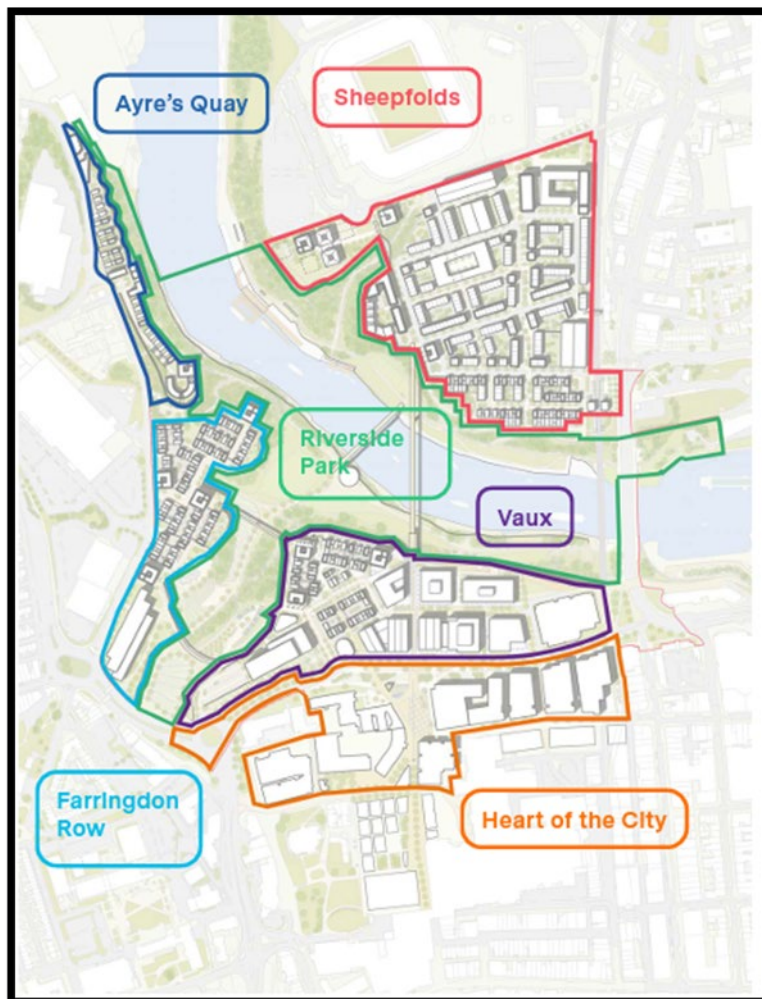 Ayre's Quay
Sheepfolds
Riverside
Park
Vaux
Farringdon
Row
Heart of the City